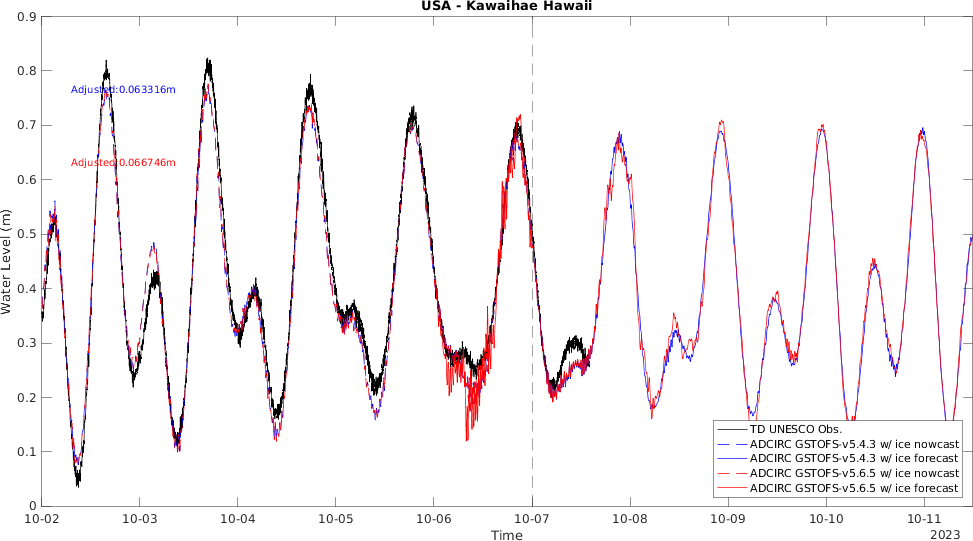 USA - Kawaihae Hawaii
0.9
0.8
0.7
0.6
0.5
0.4
0.3
0.2
0.1
0
Water Level (m)
Adjusted:0.063316m
Adjusted:0.066746m
TD UNESCO Obs.
ADCIRC GSTOFS-v5.4.3 w/ ice nowcast
ADCIRC GSTOFS-v5.4.3 w/ ice forecast
ADCIRC GSTOFS-v5.6.5 w/ ice nowcast
ADCIRC GSTOFS-v5.6.5 w/ ice forecast
10-02 10-03 10-04 10-05 10-06 10-07 10-08 10-09 10-10 10-11
Time
2023